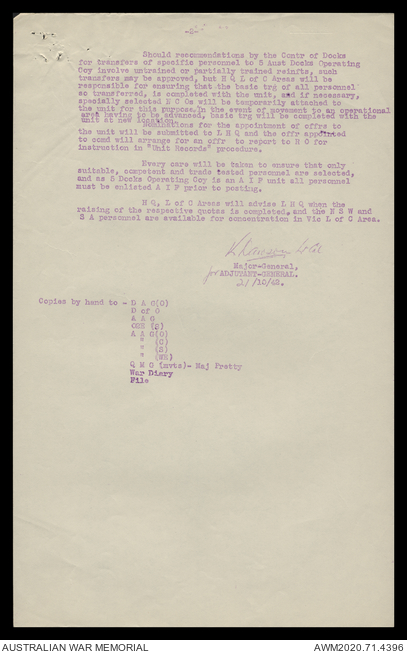 -2-
Should recommendations by the Contr of Docks
for transfers of specific personnel to 5 Aust Docks Operating
Coy involve untrained or partially trained reinfts, such
transfers may be approved, but H Q L of C Areas will be
responsible for ensuring that the basic trg of all personnel
so transferred, is completed with the unit, and if necessary,
specially selected N C Os will be temporarily attached to
the unit for this purpose. In the event of movement to an operational
area having to be advanced, basic trg will be completed with the
unit at new location.
Nominations for the appointment of offrs to
the unit will be submitted to L H Q and the offr appointed
to comd will arrange for an offr to report to H Q for
instruction in "Unit Records" procedure.
Every care will be taken to ensure that only
suitable, competent and trade tested personnel are selected,
and as 5 Docks Operating Coy is an A I F unit all personnel
must be enlisted A I F prior to posting.
H Q, L of C Areas will advise L H Q when the
raising of the respective quotas is completed, and the N S W and
S A personnel are available for concentration in Vic L of C Area.
Major-General,
for ADJUTANT-GENERAL.
21/10/42.
Copies by hand to - D A G(O)
D of O
A A G
(S)
A A G(O)
" (G)
" (S)
" (WE)
Q M G (mvts)- Maj Pretty
War Diary
File
AUSTRALIAN WAR MEMORIAL
AWM2020.71.4396